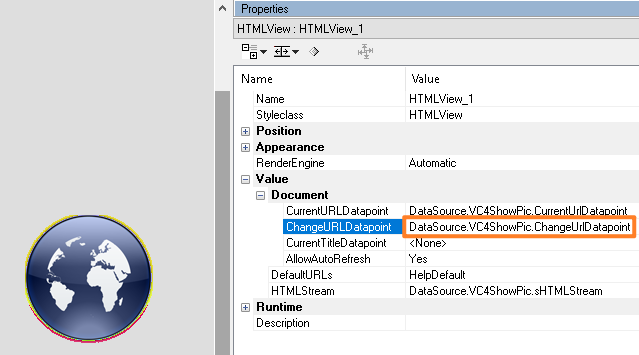 Properties
HTMLView : HTMLView_1
Name Value
Name HTMLView_1
Styleclass HTMLView
Position
Appearance
RenderEngine Automatic
Value
Document
CurrentURLDatapoint DataSource.VC4ShowPic.CurrentUrlDatapoint
ChangeURLDatapoint DataSource.VC4ShowPic.ChangeUrlDatapoint
CurrentTitleDatapoint <None>
AllowAutoRefresh Yes
DefaultURLs HelpDefault
HTMLStream DataSource.VC4ShowPic.sHTMLStream
Runtime
Description